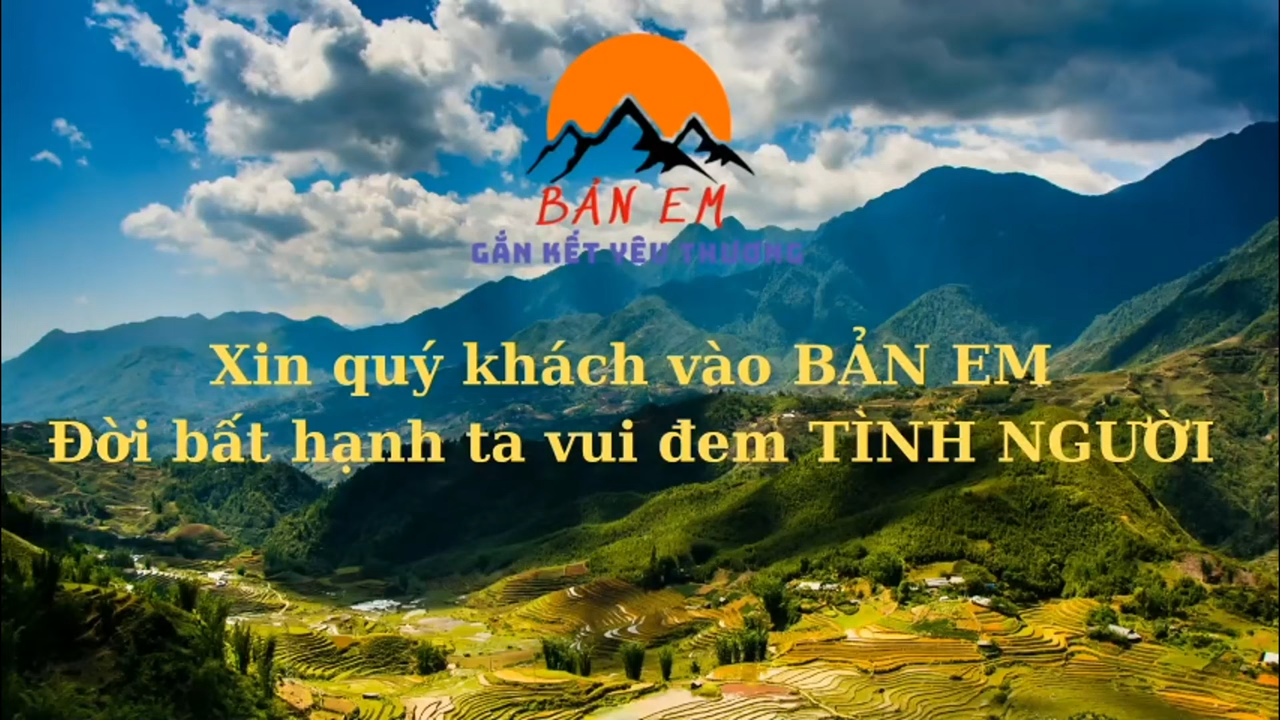 BẢN EM
GẮN KẾT YÊU THƯƠNG
Xin quý khách vào BẢN EM
Đời bất hạnh ta vui đem TÌNH NGƯỜI